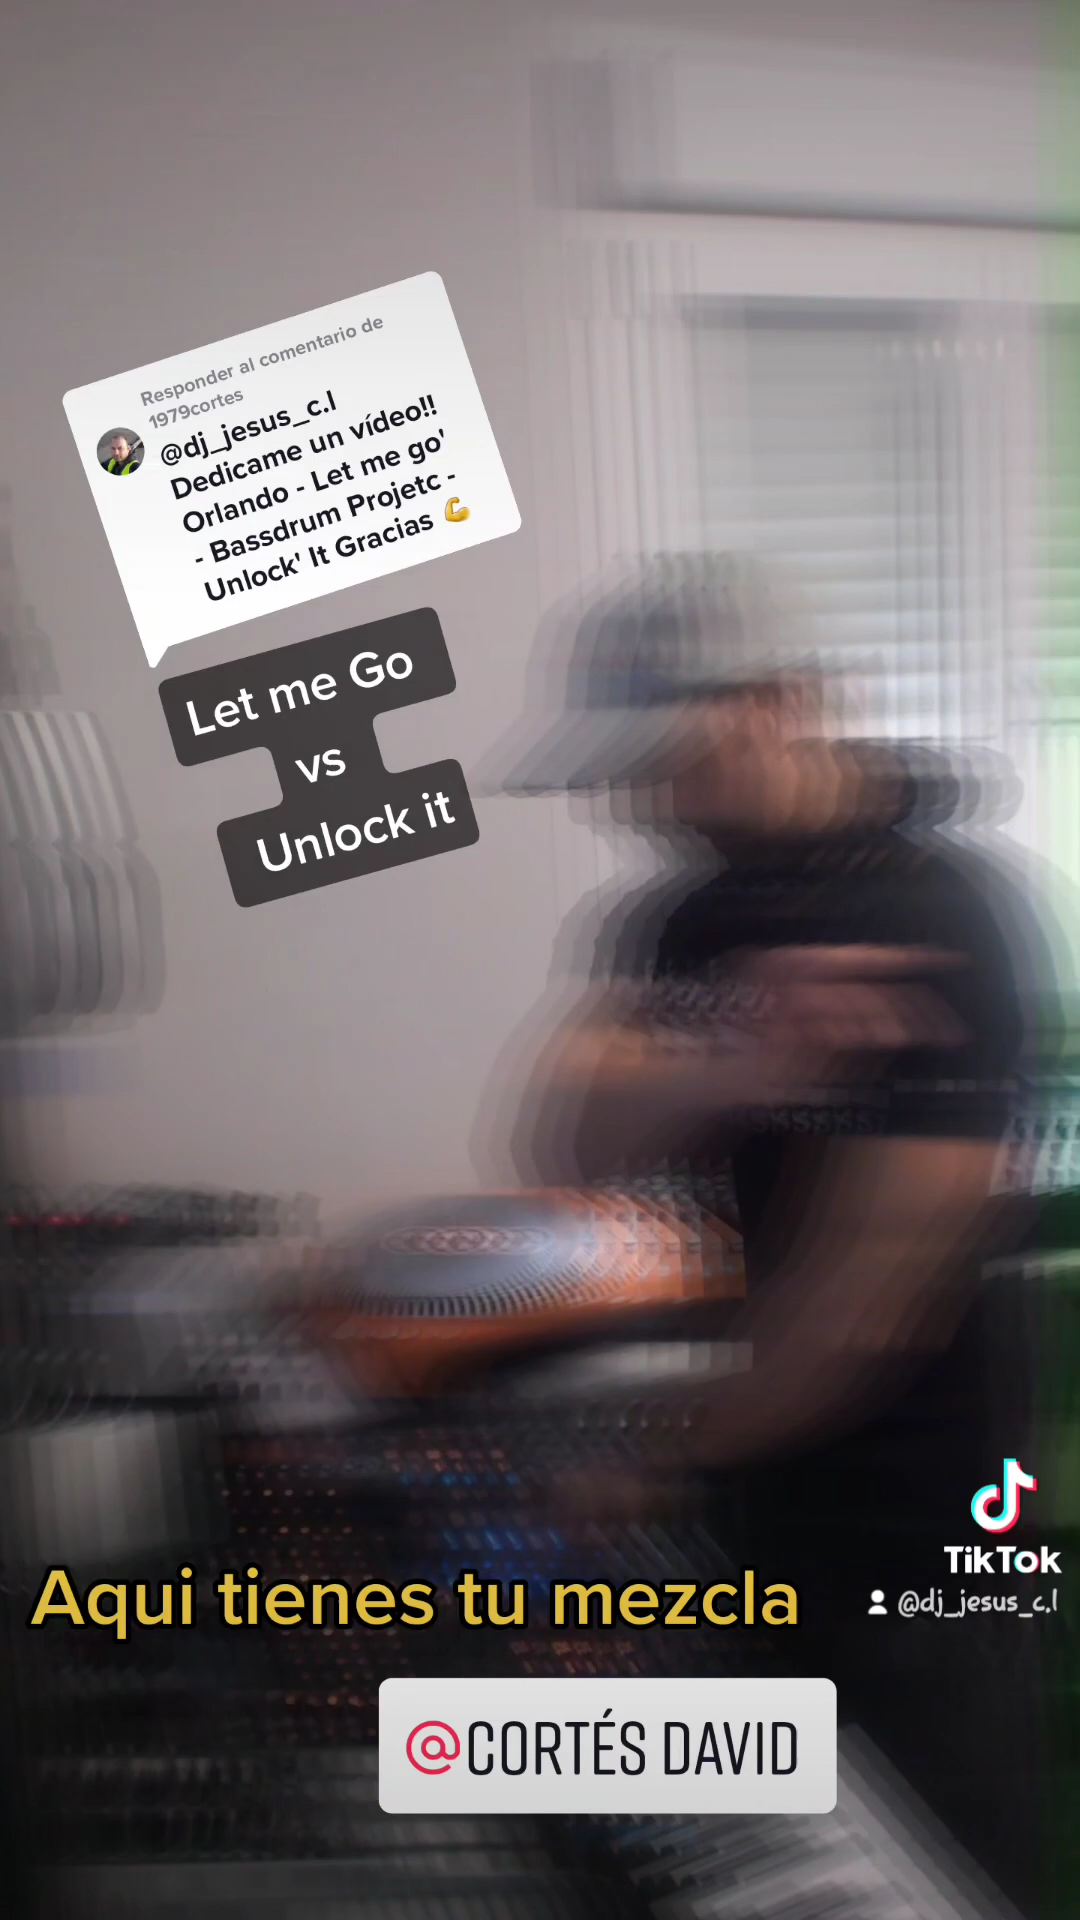 Responder al comentario de
1979cortes
@dj_jesus_c.l
Dedicame un vídeo!!
Orlando - Let me go'
- Bassdrum Projetc -
Unlock' It Gracias 💪
Let me Go
vs
Unlock it
TikTok
@dj_jesus_c.l
Aqui tienes tu mezcla
@CORTÉS DAVID